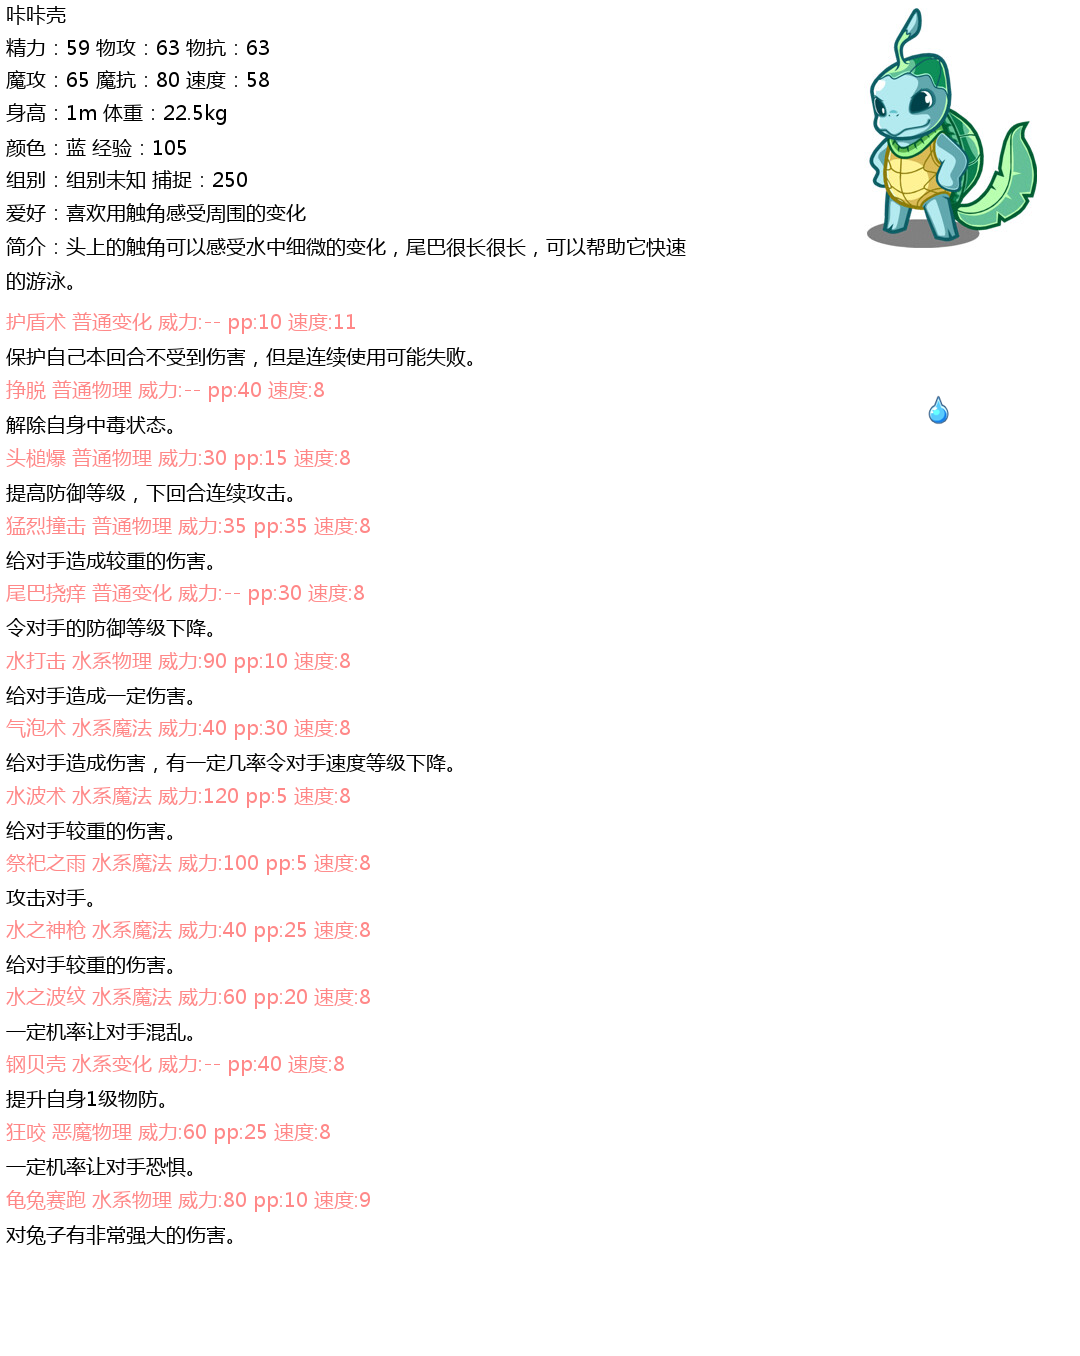 咔咔壳
精力：59 物攻：63 物抗：63
魔攻：65 魔抗：80 速度：58
身高：1m 体重：22.5kg
颜色：蓝 经验：105
组别：组别未知 捕捉：250
爱好：喜欢用触角感受周围的变化
简介：头上的触角可以感受水中细微的变化，尾巴很长很长，可以帮助它快速
的游泳。
护盾术 普通变化 威力:-- pp:10 速度:11
保护自己本回合不受到伤害，但是连续使用可能失败。
挣脱 普通物理 威力:-- pp:40 速度:8
解除自身中毒状态。
头槌爆 普通物理 威力:30 pp:15 速度:8
提高防御等级，下回合连续攻击。
猛烈撞击 普通物理 威力:35 pp:35 速度:8
给对手造成较重的伤害。
尾巴挠痒 普通变化 威力:-- pp:30 速度:8
令对手的防御等级下降。
水打击 水系物理 威力:90 pp:10 速度:8
给对手造成一定伤害。
气泡术 水系魔法 威力:40 pp:30 速度:8
给对手造成伤害，有一定几率令对手速度等级下降。
水波术 水系魔法 威力:120 pp:5 速度:8
给对手较重的伤害。
祭祀之雨 水系魔法 威力:100 pp:5 速度:8
攻击对手。
水之神枪 水系魔法 威力:40 pp:25 速度:8
给对手较重的伤害。
水之波纹 水系魔法 威力:60 pp:20 速度:8
一定机率让对手混乱。
钢贝壳 水系变化 威力:-- pp:40 速度:8
提升自身1级物防。
狂咬 恶魔物理 威力:60 pp:25 速度:8
一定机率让对手恐惧。
龟兔赛跑 水系物理 威力:80 pp:10 速度:9
对兔子有非常强大的伤害。